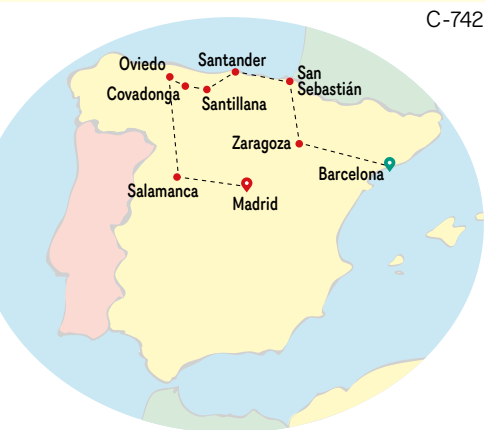 C-742
Oviedo
Santander
San
Sebastián
Covadonga
Santillana
Zaragoza
Barcelona
Salamanca
Madrid